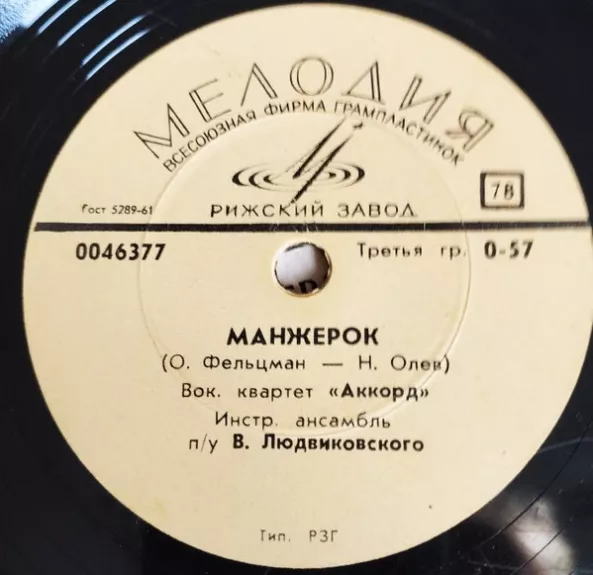 МЕЛОДИЯ
ВСЕСОЮЗНАЯ ФИРМА ГРАМПЛАСТИНОК
7В
Гост 5289-61
РИЖСКИЙ ЗАВОД
0046377 Третья гр. 0-57
МАНЖЕРОК
(О. Фельцман — Н. Олев)
Вок. квартет «Аккорд»
Инстр. ансамбль
п/у В. Людвиковского
Тип. РЗГ